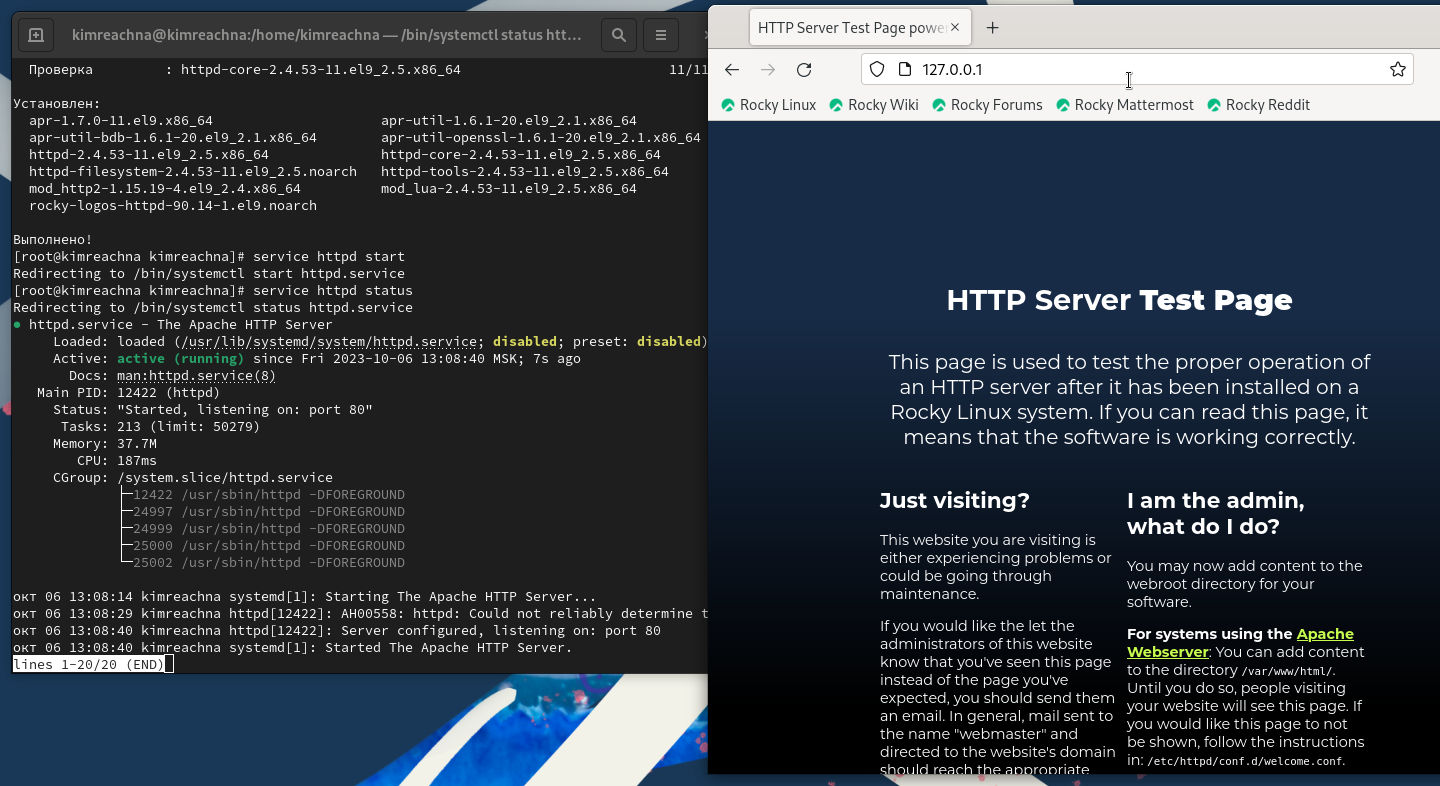 kimreachna@kimreachna:/home/kimreachna — /bin/systemctl status htt…
Проверка : httpd-core-2.4.53-11.el9_2.5.x86_64 11/11
Установлен:
apr-1.7.0-11.el9.x86_64 apr-util-1.6.1-20.el9_2.1.x86_64
apr-util-bdb-1.6.1-20.el9_2.1.x86_64 apr-util-openssl-1.6.1-20.el9_2.1.x86_64
httpd-2.4.53-11.el9_2.5.x86_64 httpd-core-2.4.53-11.el9_2.5.x86_64
httpd-filesystem-2.4.53-11.el9_2.5.noarch httpd-tools-2.4.53-11.el9_2.5.x86_64
mod_http2-1.15.19-4.el9_2.4.x86_64 mod_lua-2.4.53-11.el9_2.5.x86_64
rocky-logos-httpd-90.14-1.el9.noarch
Выполнено!
[root@kimreachna kimreachna]# service httpd start
Redirecting to /bin/systemctl start httpd.service
[root@kimreachna kimreachna]# service httpd status
Redirecting to /bin/systemctl status httpd.service
● httpd.service - The Apache HTTP Server
Loaded: loaded (/usr/lib/systemd/system/httpd.service; disabled; preset: disabled)
Active: active (running) since Fri 2023-10-06 13:08:40 MSK; 7s ago
Docs: man:httpd.service(8)
Main PID: 12422 (httpd)
Status: "Started, listening on: port 80"
Tasks: 213 (limit: 50279)
Memory: 37.7M
CPU: 187ms
CGroup: /system.slice/httpd.service
├─12422 /usr/sbin/httpd -DFOREGROUND
├─24997 /usr/sbin/httpd -DFOREGROUND
├─24999 /usr/sbin/httpd -DFOREGROUND
├─25000 /usr/sbin/httpd -DFOREGROUND
└─25002 /usr/sbin/httpd -DFOREGROUND
окт 06 13:08:14 kimreachna systemd[1]: Starting The Apache HTTP Server...
окт 06 13:08:29 kimreachna httpd[12422]: AH00558: httpd: Could not reliably determine t
окт 06 13:08:40 kimreachna httpd[12422]: Server configured, listening on: port 80
окт 06 13:08:40 kimreachna systemd[1]: Started The Apache HTTP Server.
lines 1-20/20 (END)
HTTP Server Test Page powe
127.0.0.1
Rocky Linux Rocky Wiki Rocky Forums Rocky Mattermost Rocky Reddit
HTTP Server Test Page
This page is used to test the proper operation of
an HTTP server after it has been installed on a
Rocky Linux system. If you can read this page, it
means that the software is working correctly.
Just visiting?
This website you are visiting is
either experiencing problems or
could be going through
maintenance.
If you would like the let the
administrators of this website
know that you've seen this page
instead of the page you've
expected, you should send them
an email. In general, mail sent to
the name "webmaster" and
directed to the website's domain
should reach the appropriate
I am the admin,
what do I do?
You may now add content to the
webroot directory for your
software.
For systems using the Apache
Webserver: You can add content
to the directory /var/www/html/.
Until you do so, people visiting
your website will see this page. If
you would like this page to not
be shown, follow the instructions
in: /etc/httpd/conf.d/welcome.conf.